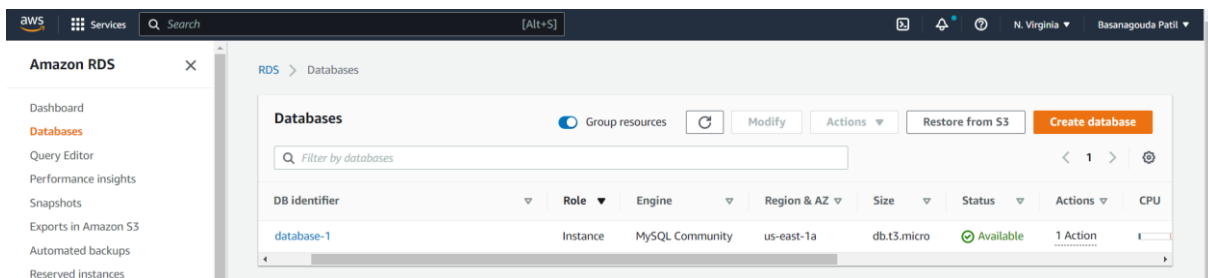 aws Services Search [Alt+S] N. Virginia ▼ Basanagouda Patil ▼
Amazon RDS
Dashboard
Databases
Query Editor
Performance insights
Snapshots
Exports in Amazon S3
Automated backups
Reserved instances
RDS > Databases
Databases Group resources Modify Actions ▼ Restore from S3 Create database
Filter by databases < 1 >
DB identifier Role ▼ Engine Region & AZ Size Status Actions CPU
database-1 Instance MySQL Community us-east-1a db.t3.micro Available 1 Action